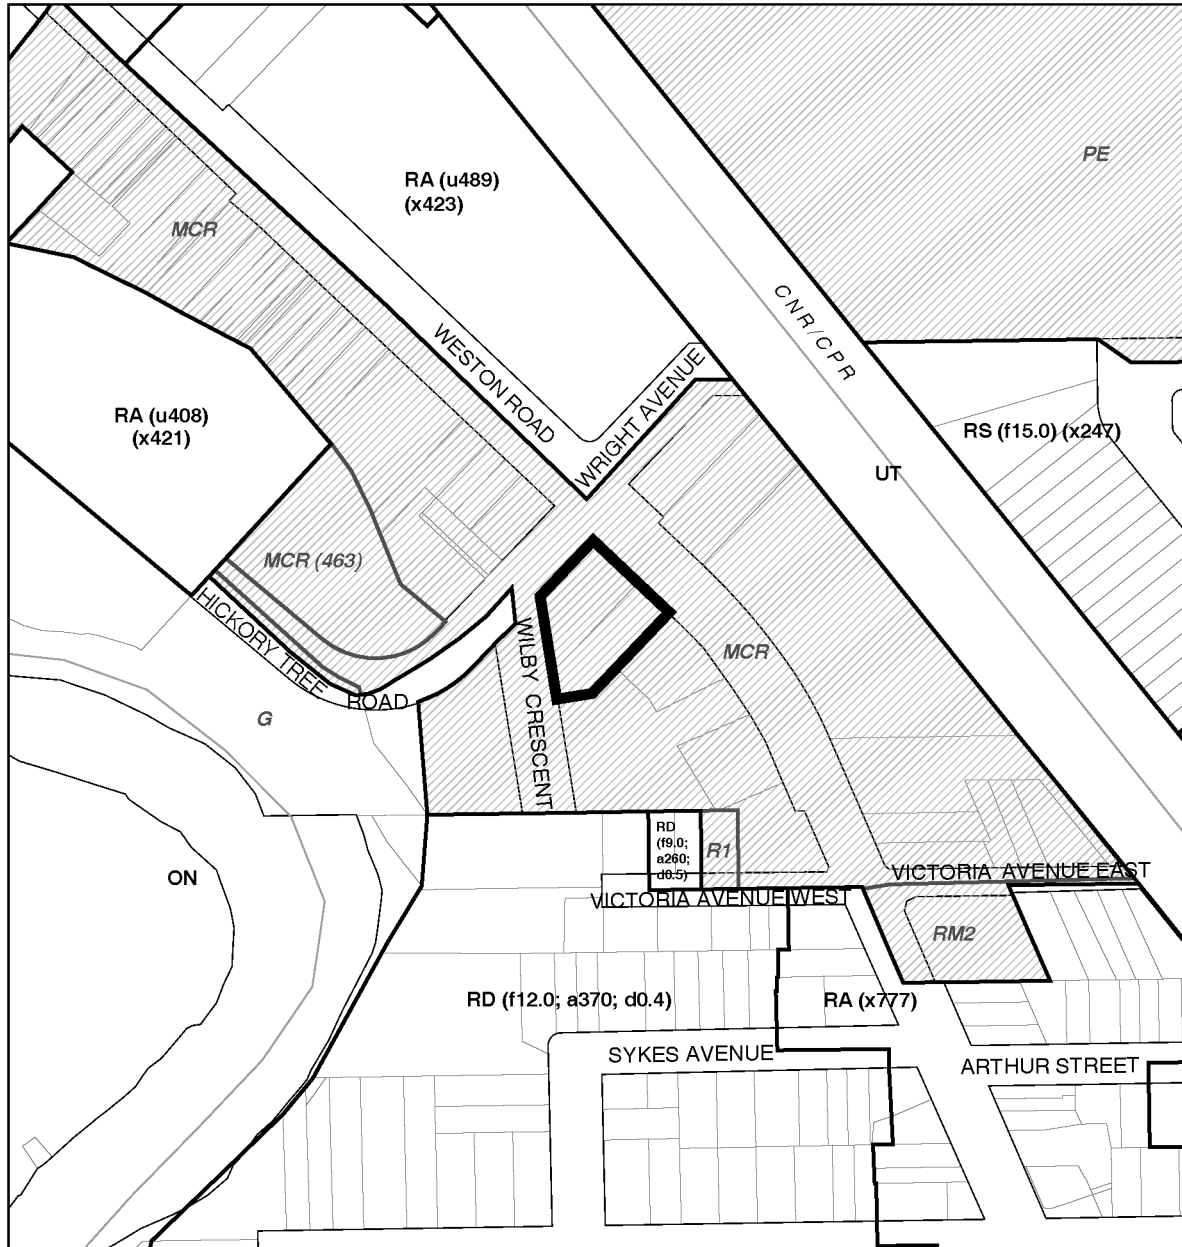 PE
RA (u489)
(x423)
MCR
CNR/CPR
WESTON ROAD
WRIGHT AVENUE
RA (u408)
(x421)
RS (f15.0) (x247)
UT
MCR (463)
HICKORY TREE ROAD
WILBY CRESCENT
MCR
G
RD
(f9.0;
a260;
d0.5)
R1
ON
VICTORIA AVENUE EAST
VICTORIA AVENUE WEST
RM2
RD (f12.0; a370; d0.4)
RA (x777)
SYKES AVENUE
ARTHUR STREET